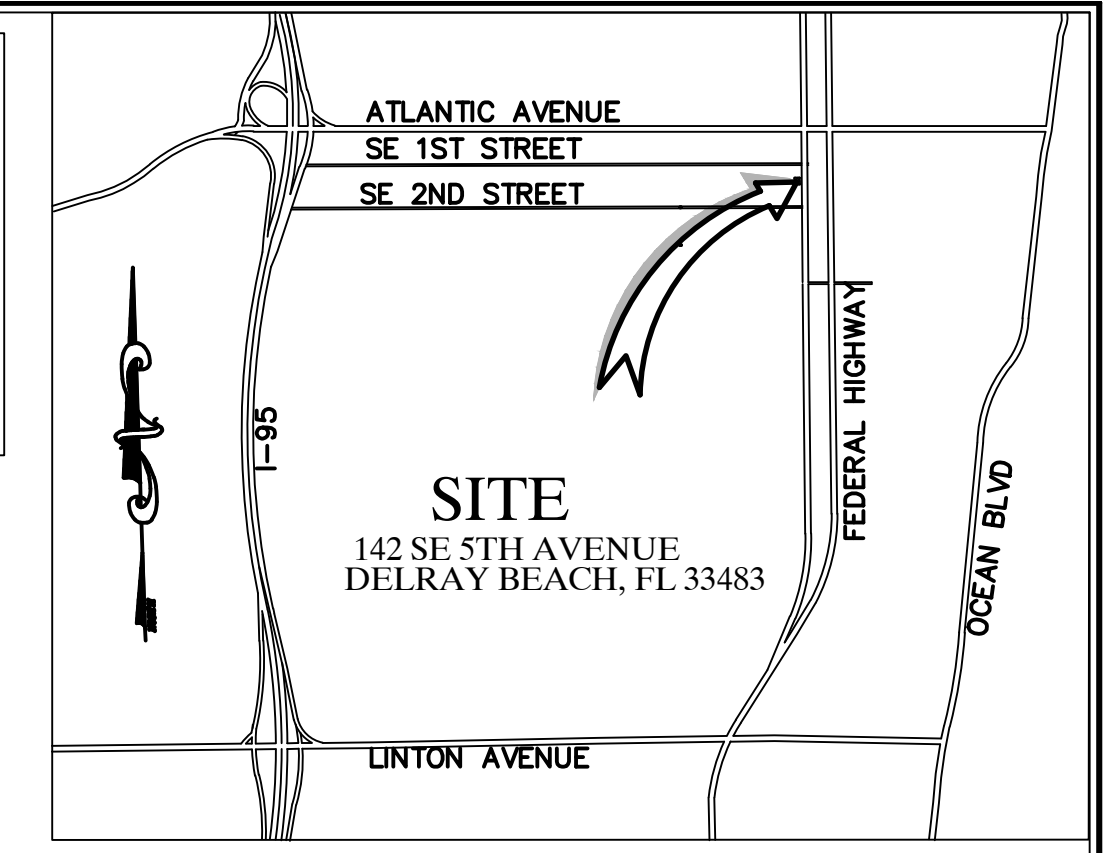 ATLANTIC AVENUE
SE 1ST STREET
SE 2ND STREET
I-95
FEDERAL HIGHWAY
OCEAN BLVD
SITE
142 SE 5TH AVENUE
DELRAY BEACH, FL 33483
LINTON AVENUE